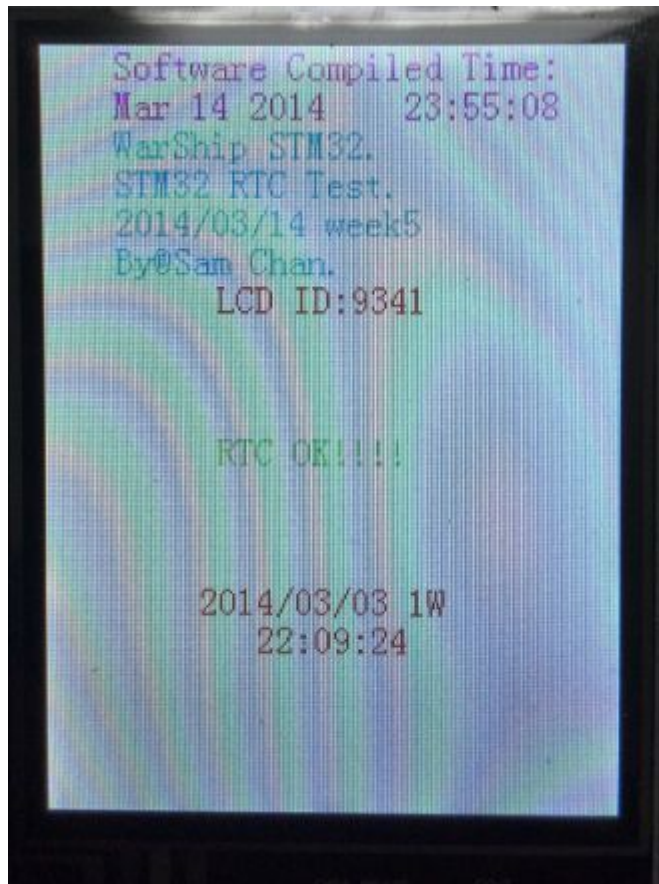 Software Compiled Time:
Mar 14 2014 23:55:08
WarShip STM32.
STM32 RTC Test.
2014/03/14 week5
By@Sam Chan.
LCD ID:9341
RTC OK!!!!
2014/03/03 1W
22:09:24